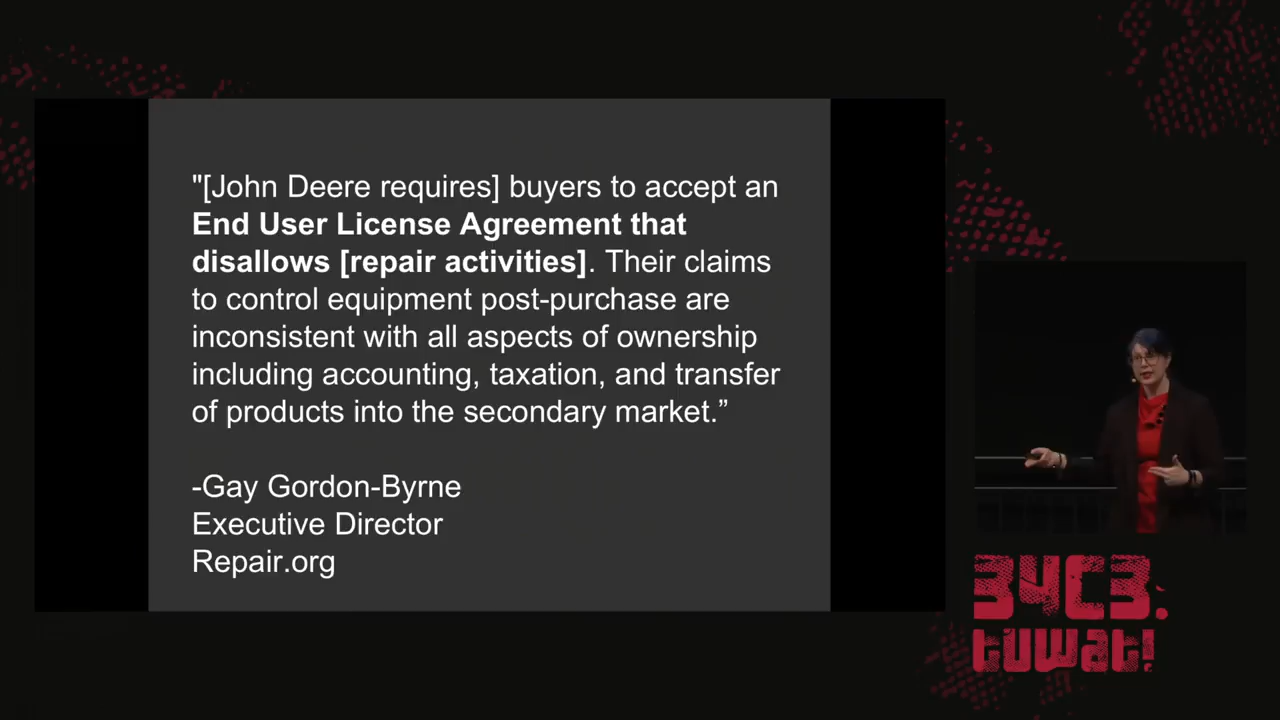 "[John Deere requires] buyers to accept an
End User License Agreement that
disallows [repair activities]. Their claims
to control equipment post-purchase are
inconsistent with all aspects of ownership
including accounting, taxation, and transfer
of products into the secondary market.”
-Gay Gordon-Byrne
Executive Director
Repair.org
34C3.
tuwat!